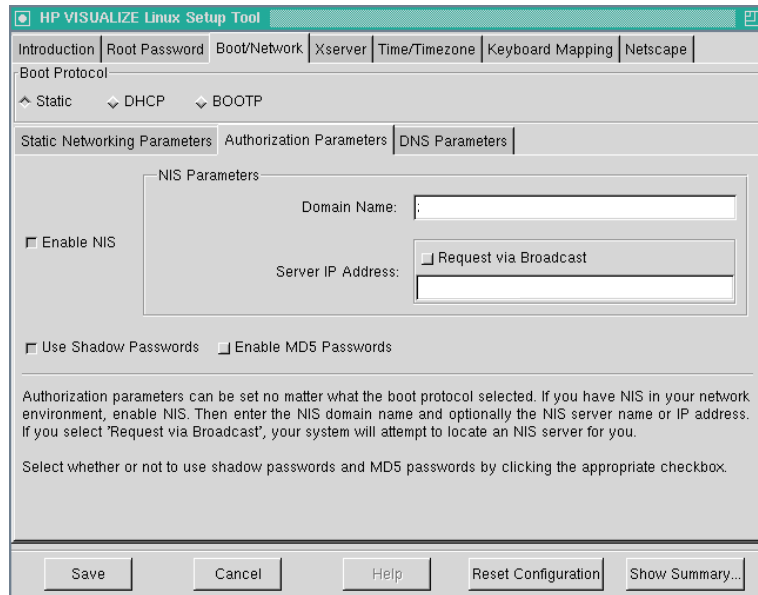 HP VISUALIZE Linux Setup Tool
Introduction Root Password Boot/Network Xserver Time/Timezone Keyboard Mapping Netscape
Boot Protocol
Static DHCP BOOTP
Static Networking Parameters Authorization Parameters DNS Parameters
NIS Parameters
Domain Name: :
Enable NIS
Request via Broadcast
Server IP Address:
Use Shadow Passwords Enable MD5 Passwords
Authorization parameters can be set no matter what the boot protocol selected. If you have NIS in your network
environment, enable NIS. Then enter the NIS domain name and optionally the NIS server name or IP address.
If you select 'Request via Broadcast', your system will attempt to locate an NIS server for you.
Select whether or not to use shadow passwords and MD5 passwords by clicking the appropriate checkbox.
Save Cancel Help Reset Configuration Show Summary...